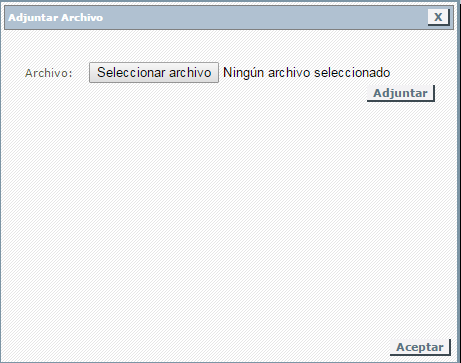 Adjuntar Archivo X
Archivo: Seleccionar archivo Ningún archivo seleccionado
Adjuntar
Aceptar